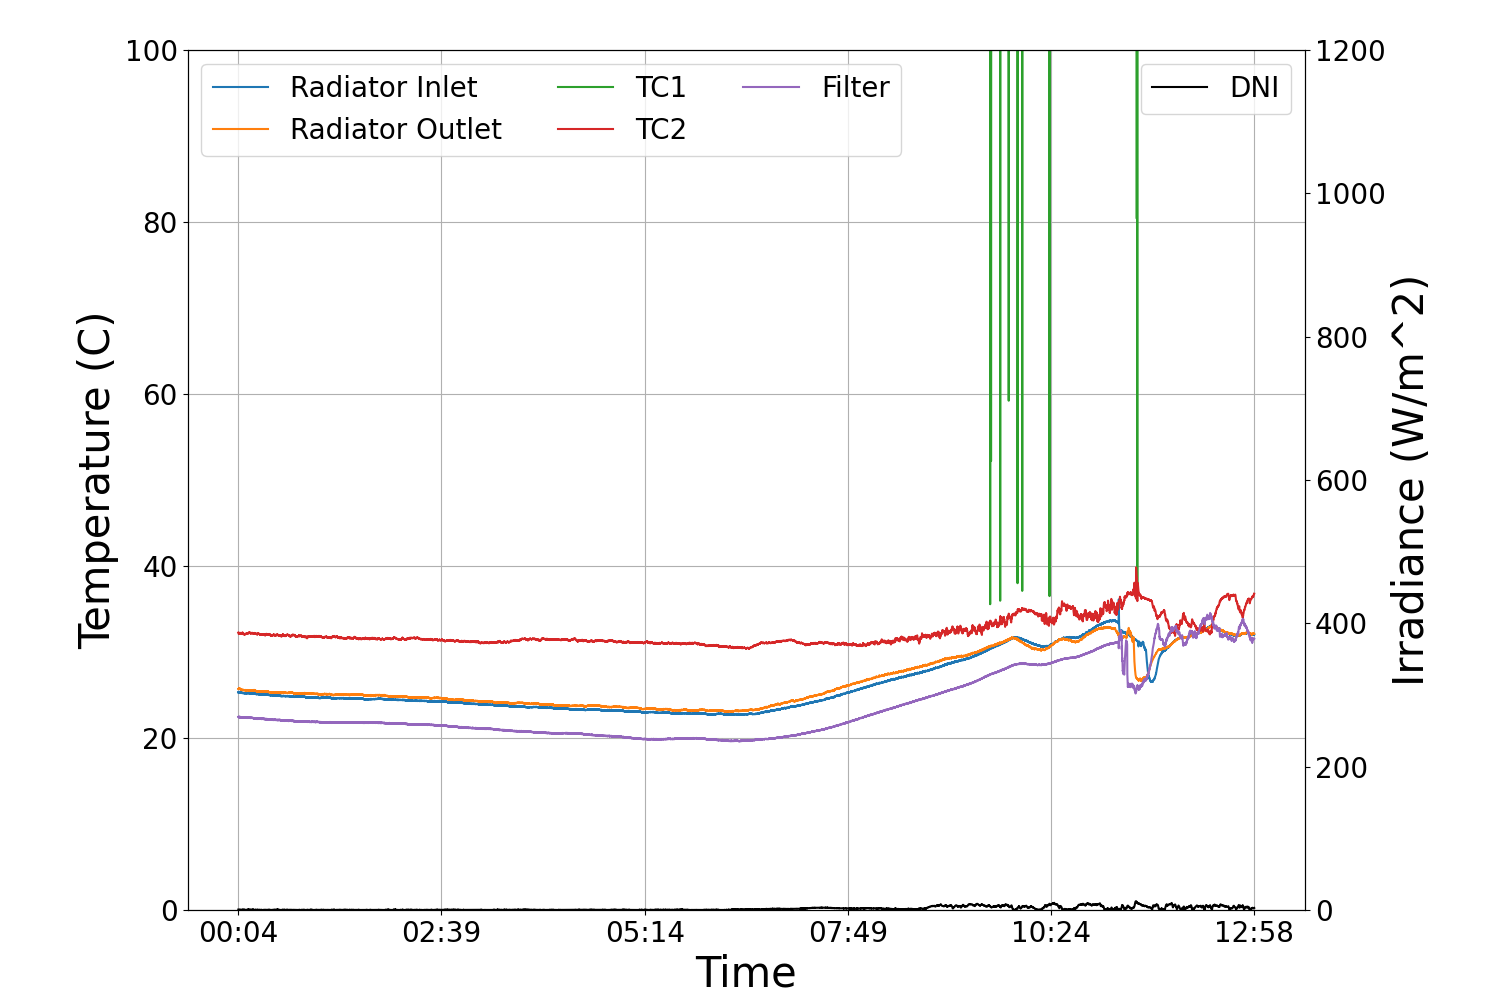 100
80
60
40
20
0
Temperature (C)
Radiator Inlet
Radiator Outlet
TC1
TC2
Filter
DNI
1200
1000
800
600
400
200
0
Irradiance (W/m^2)
00:04 02:39 05:14 07:49 10:24 12:58
Time